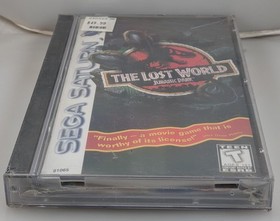 SEGA SATURN
THE LOST WORLD
JURASSIC PARK
"Finally – a movie game that is
worthy of its license!"
TEEN
T
ESRB